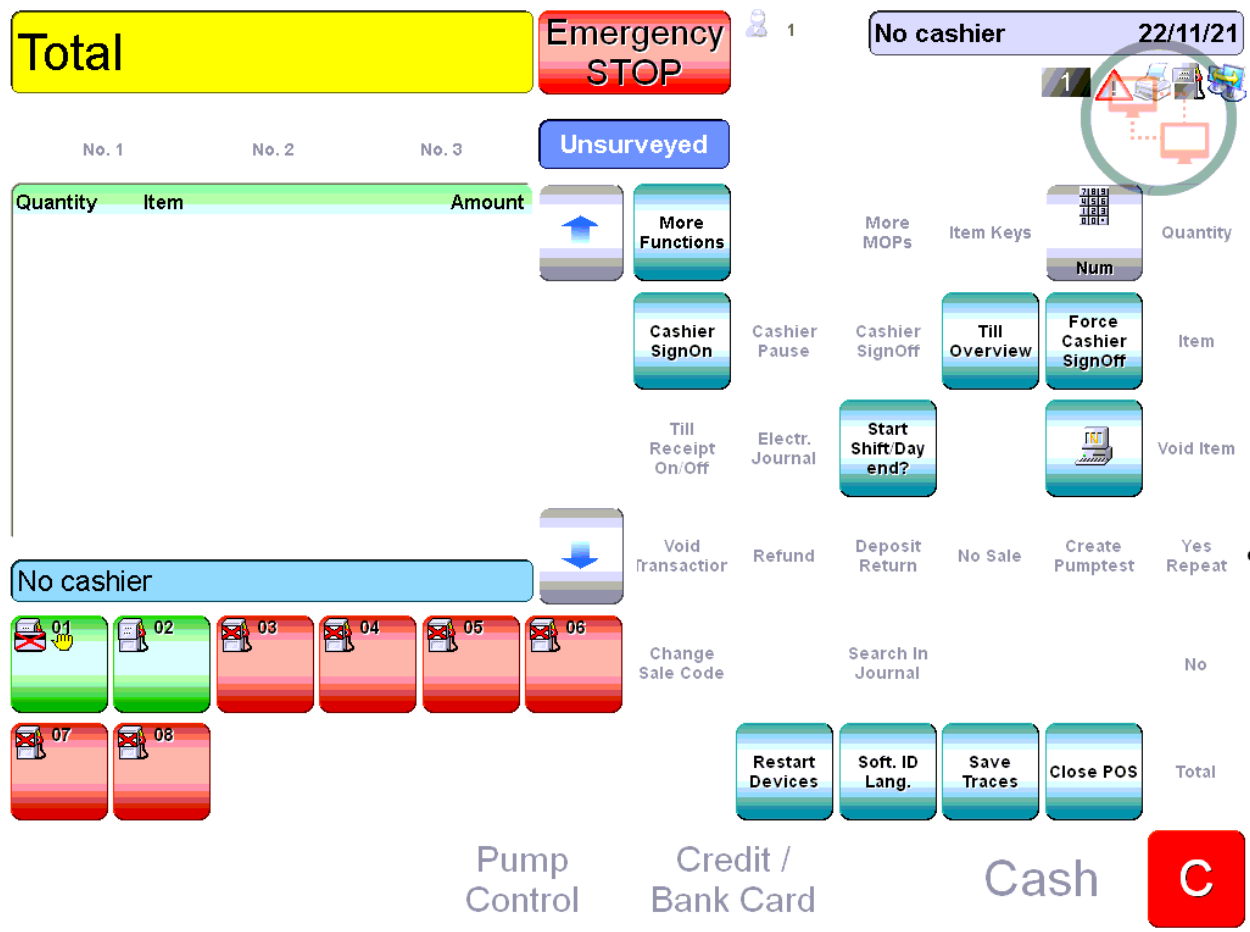 Total
Emergency
STOP
1
No cashier 22/11/21
1
No. 1 No. 2 No. 3
Unsurveyed
Quantity Item Amount
More
Functions
More
MOPs
Item Keys
Num
Quantity
Cashier
SignOn
Cashier
Pause
Cashier
SignOff
Till
Overview
Force
Cashier
SignOff
Item
Till
Receipt
On/Off
Electr.
Journal
Start
Shift/Day
end?
Void Item
Void
Transaction
Refund
Deposit
Return
No Sale
Create
Pumptest
Yes
Repeat
No cashier
01 02 03 04 05 06
Change
Sale Code
Search In
Journal
No
07 08
Restart
Devices
Soft. ID
Lang.
Save
Traces
Close POS
Total
Pump
Control
Credit /
Bank Card
Cash
C